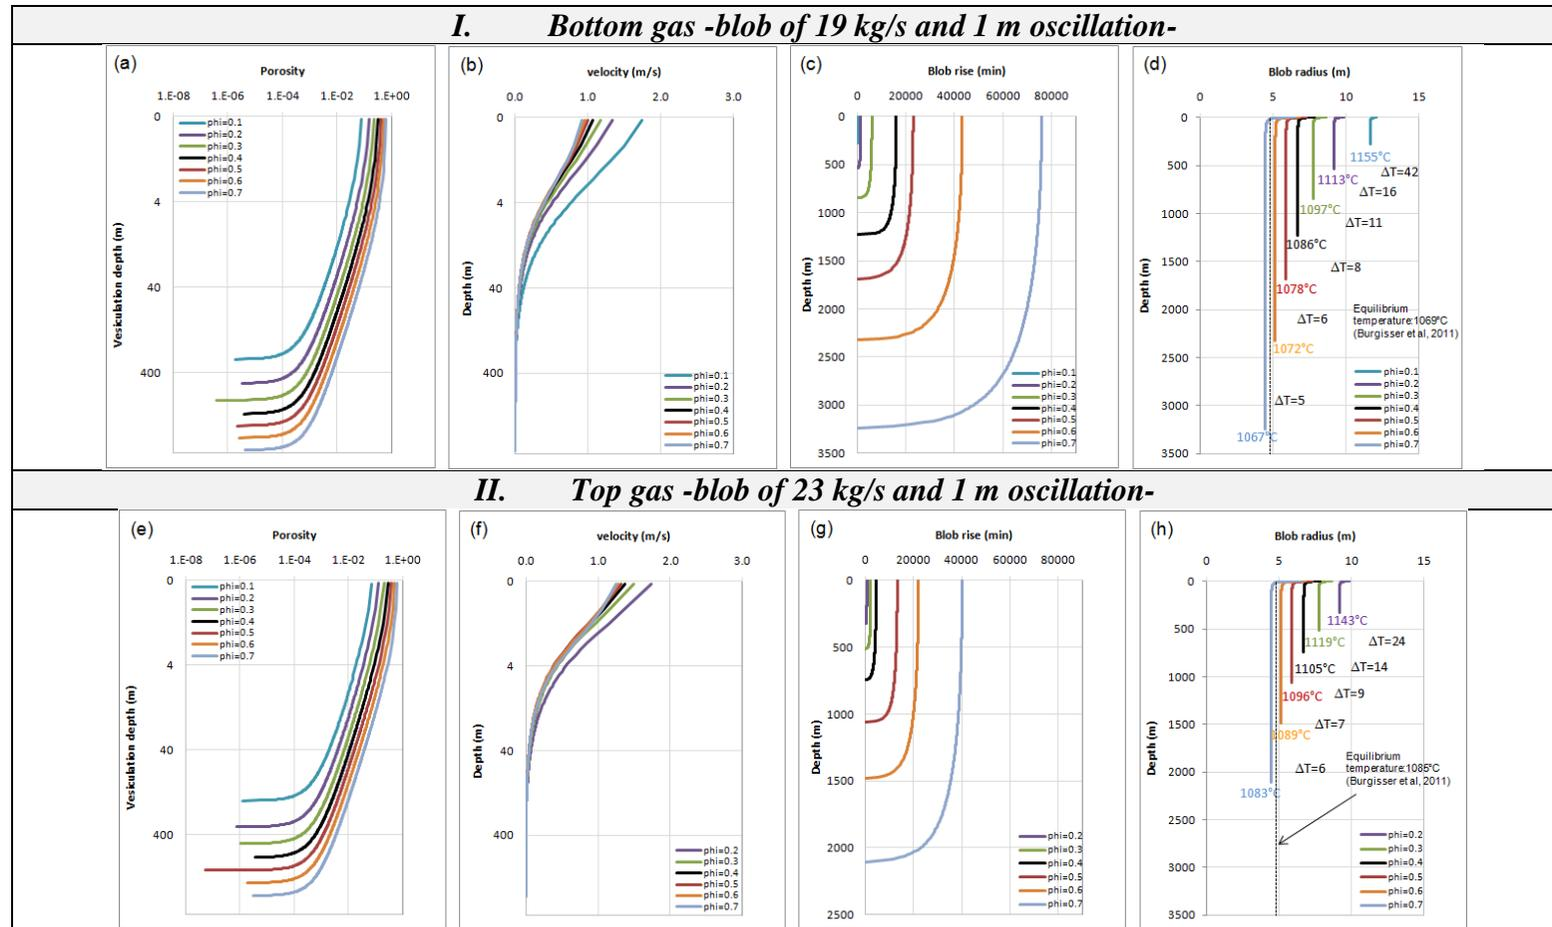 I. Bottom gas -blob of 19 kg/s and 1 m oscillation-
(a)
Porosity
1.E-08 1.E-06 1.E-04 1.E-02 1.E+00
0
4
40
400
Vesiculation depth (m)
phi=0.1
phi=0.2
phi=0.3
phi=0.4
phi=0.5
phi=0.6
phi=0.7
(b)
velocity (m/s)
0.0 1.0 2.0 3.0
0
4
40
400
Depth (m)
phi=0.1
phi=0.2
phi=0.3
phi=0.4
phi=0.5
phi=0.6
phi=0.7
(c)
Blob rise (min)
0 20000 40000 60000 80000
0
500
1000
1500
2000
2500
3000
3500
Depth (m)
phi=0.1
phi=0.2
phi=0.3
phi=0.4
phi=0.5
phi=0.6
phi=0.7
(d)
Blob radius (m)
0 5 10 15
0
500
1000
1500
2000
2500
3000
3500
Depth (m)
1155°C
ΔT=42
1113°C
ΔT=16
1097°C
ΔT=11
1086°C
ΔT=8
1078°C
ΔT=6
1072°C
ΔT=5
1067°C
Equilibrium
temperature:1069°C
(Burgisser et al, 2011)
phi=0.1
phi=0.2
phi=0.3
phi=0.4
phi=0.5
phi=0.6
phi=0.7
II. Top gas -blob of 23 kg/s and 1 m oscillation-
(e)
Porosity
1.E-08 1.E-06 1.E-04 1.E-02 1.E+00
0
4
40
400
Vesiculation depth (m)
phi=0.1
phi=0.2
phi=0.3
phi=0.4
phi=0.5
phi=0.6
phi=0.7
(f)
velocity (m/s)
0.0 1.0 2.0 3.0
0
4
40
400
Depth (m)
phi=0.2
phi=0.3
phi=0.4
phi=0.5
phi=0.6
phi=0.7
(g)
Blob rise (min)
0 20000 40000 60000 80000
0
500
1000
1500
2000
2500
Depth (m)
phi=0.2
phi=0.3
phi=0.4
phi=0.5
phi=0.6
phi=0.7
(h)
Blob radius (m)
0 5 10 15
0
500
1000
1500
2000
2500
3000
3500
Depth (m)
1143°C
ΔT=24
1119°C
ΔT=14
1105°C
ΔT=9
1096°C
ΔT=7
1089°C
ΔT=6
1083°C
Equilibrium
temperature:1085°C
(Burgisser et al, 2011)
phi=0.2
phi=0.3
phi=0.4
phi=0.5
phi=0.6
phi=0.7